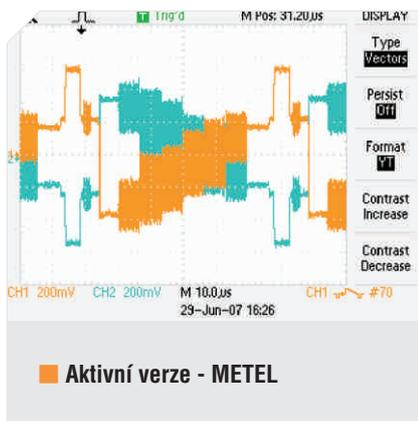 T Trig'd M Pos: 31.20µs DISPLAY
Type
Vectors
Persist
Off
Format
YT
Contrast
Increase
Contrast
Decrease
2
CH1 200mV CH2 200mV M 10.0µs CH1 #70
29-Jun-07 16:26
Aktivní verze - METEL